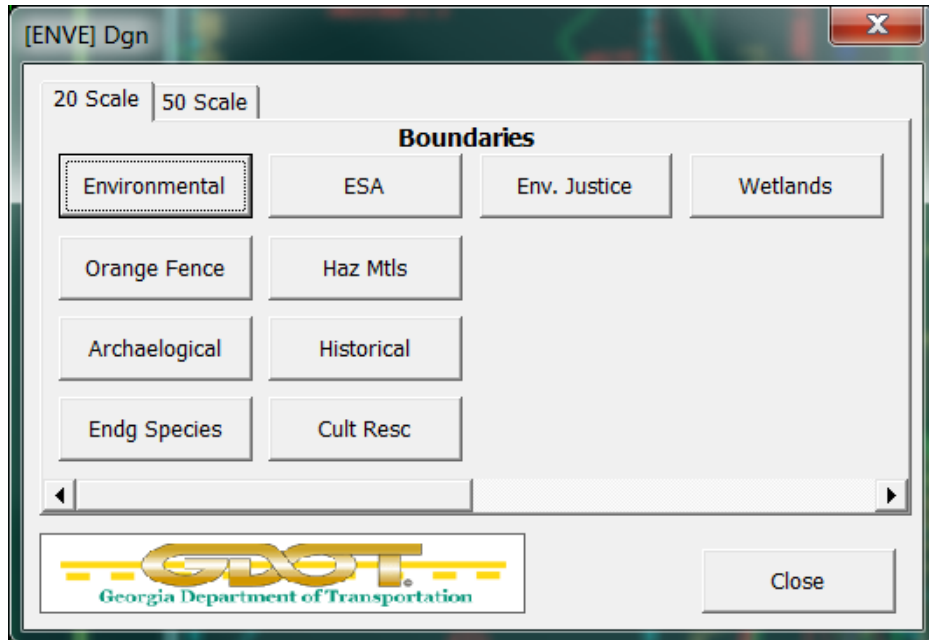 [ENVE] Dgn
20 Scale 50 Scale
Boundaries
Environmental ESA Env. Justice Wetlands
Orange Fence Haz Mtls
Archaelogical Historical
Endg Species Cult Resc
GDOT®
Georgia Department of Transportation
Close